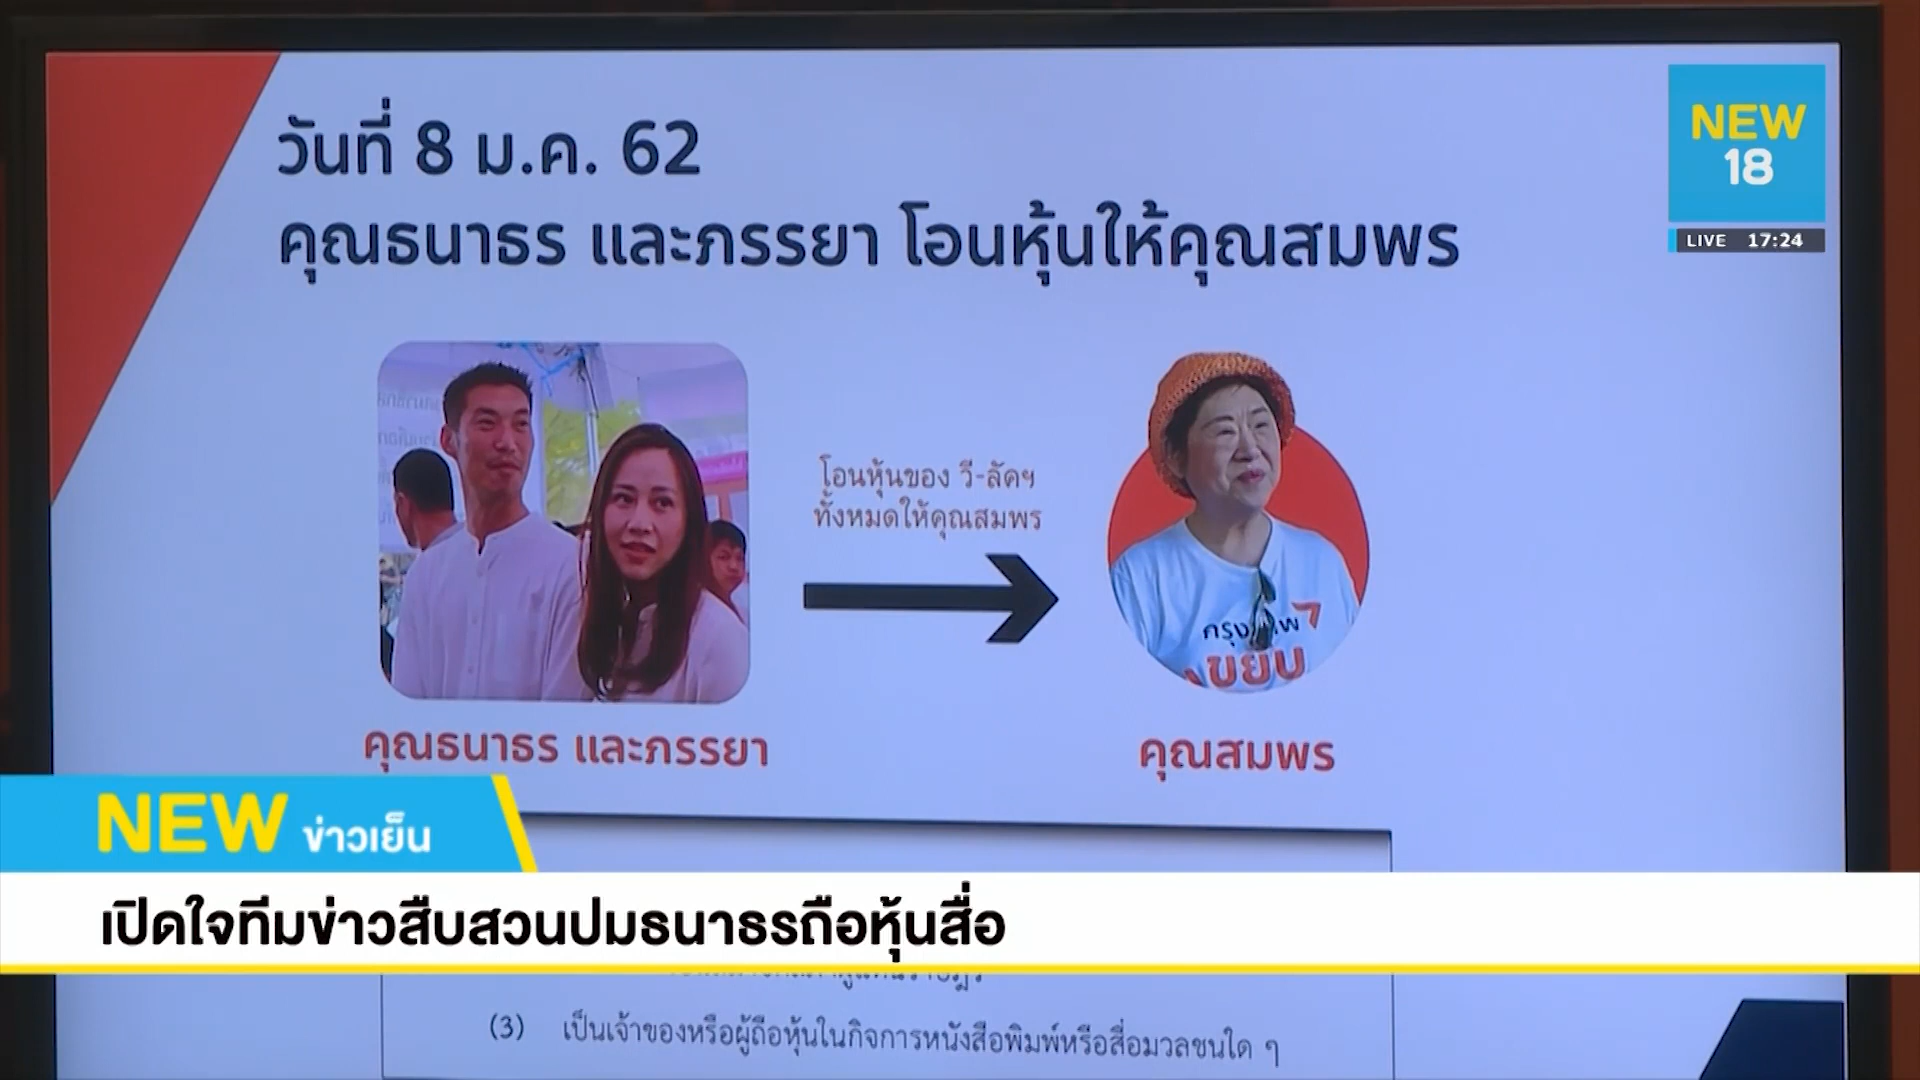 วันที่ 8 ม.ค. 62
คุณธนาธร และภรรยา โอนหุ้นให้คุณสมพร
NEW
18
LIVE 17:24
โอนหุ้นของ วี-ลัคฯ
ทั้งหมดให้คุณสมพร
ขยับ
คุณธนาธร และภรรยา
คุณสมพร
NEW ข่าวเย็น
เปิดใจทีมข่าวสืบสวนปมธนาธรถือหุ้นสื่อ
(3) เป็นเจ้าของหรือผู้ถือหุ้นในกิจการหนังสือพิมพ์หรือสื่อมวลชนใด ๆ